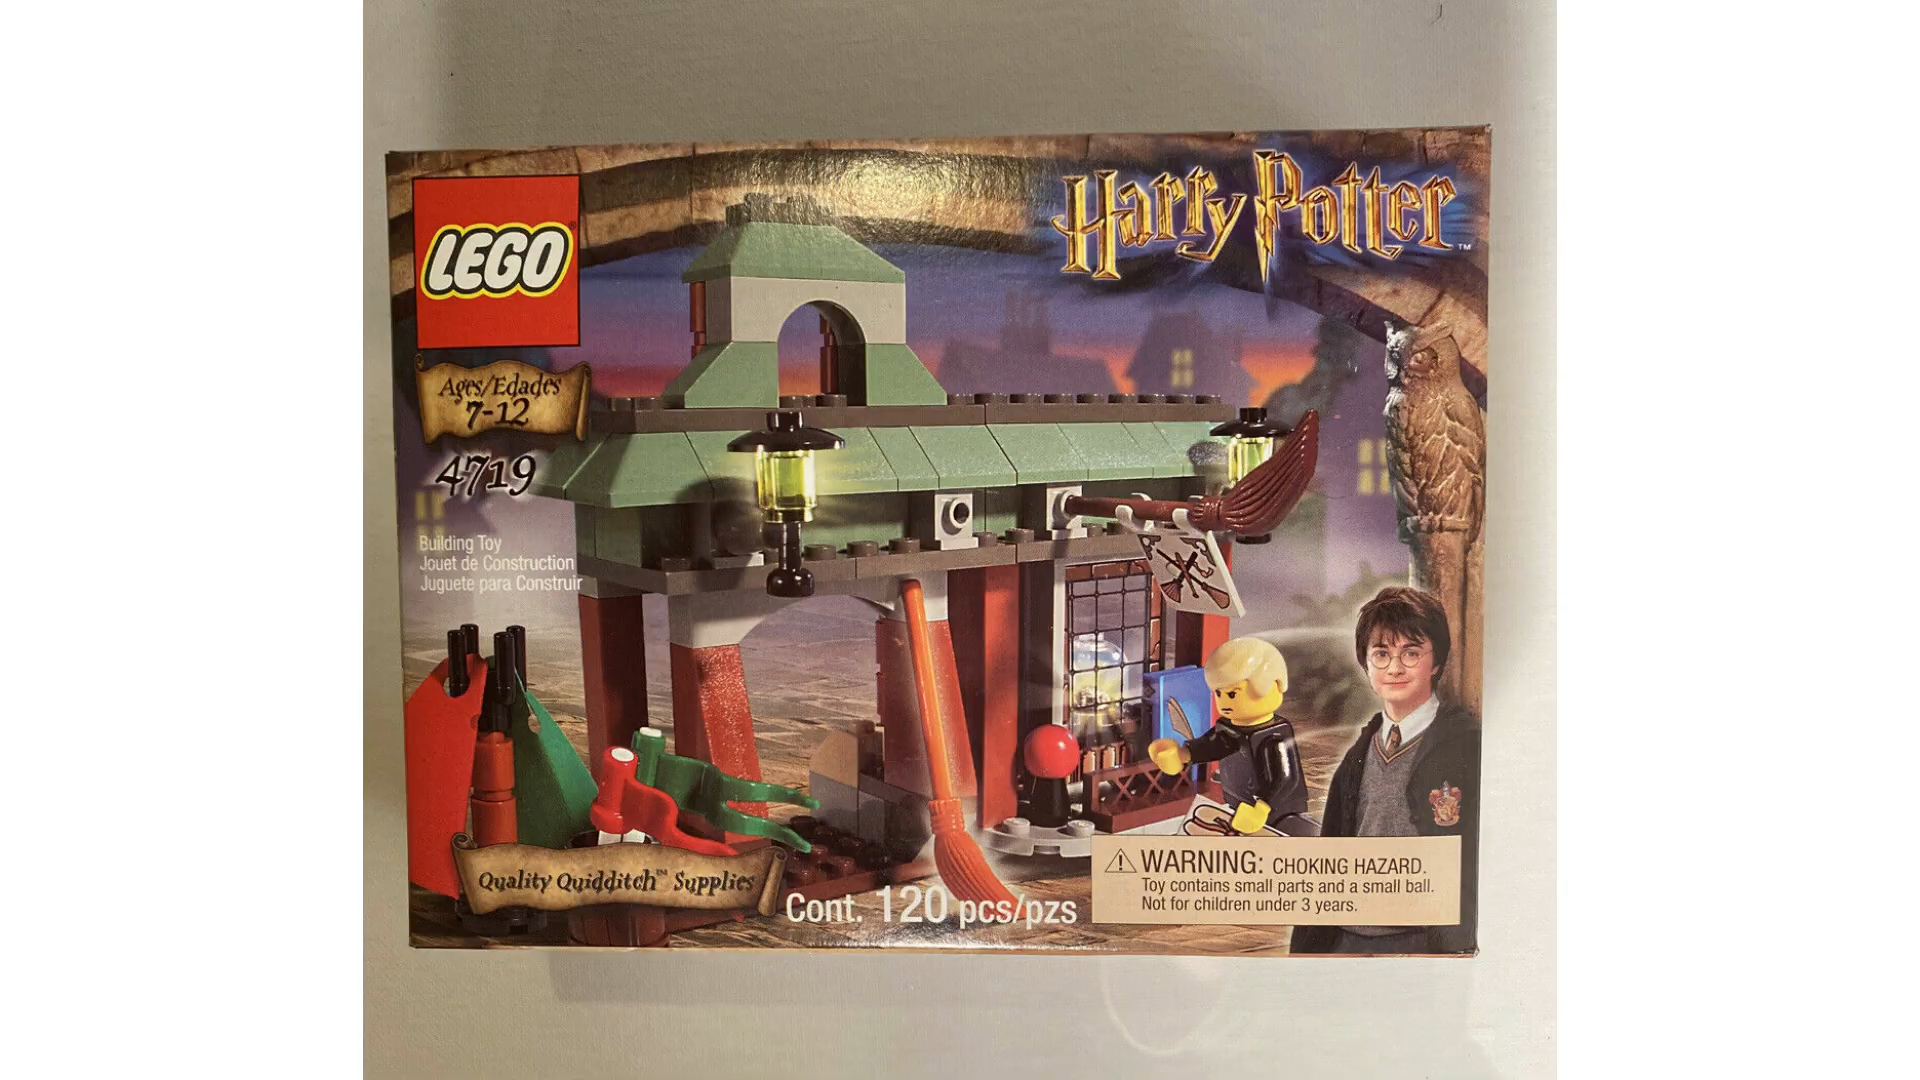 LEGO
Harry Potter™
Ages/Edades
7-12
4719
Building Toy
Jouet de Construction
Juguete para Construir
Quality Quidditch™ Supplies
Cont. 120 pcs/pzs
⚠ WARNING: CHOKING HAZARD.
Toy contains small parts and a small ball.
Not for children under 3 years.